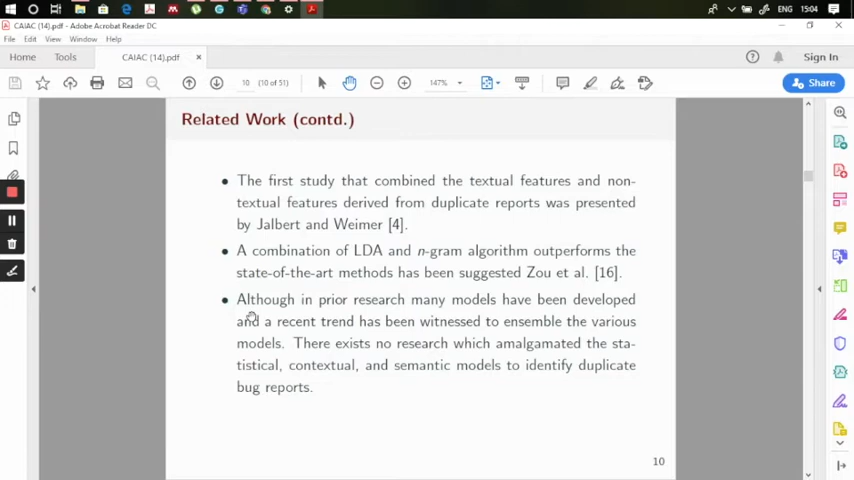 ENG 15:04
CAIAC (14).pdf - Adobe Acrobat Reader DC
File Edit View Window Help
Home Tools CAIAC (14).pdf × Sign In
10 (10 of 51) 147% Share
Related Work (contd.)
• The first study that combined the textual features and non-
textual features derived from duplicate reports was presented
by Jalbert and Weimer [4].
• A combination of LDA and n-gram algorithm outperforms the
state-of-the-art methods has been suggested Zou et al. [16].
• Although in prior research many models have been developed
and a recent trend has been witnessed to ensemble the various
models. There exists no research which amalgamated the sta-
tistical, contextual, and semantic models to identify duplicate
bug reports.
10